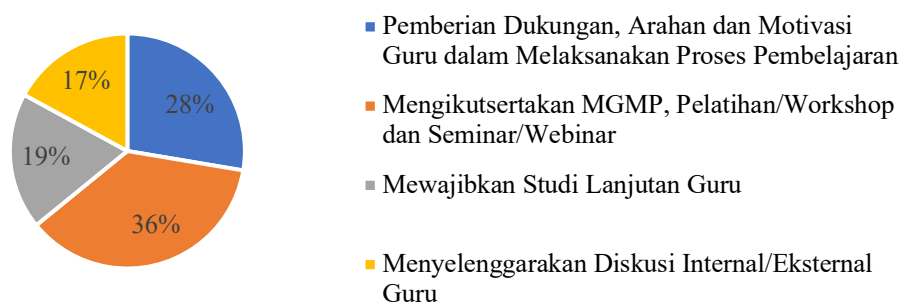 17%
28%
19%
36%
Pemberian Dukungan, Arahan dan Motivasi
Guru dalam Melaksanakan Proses Pembelajaran
Mengikutsertakan MGMP, Pelatihan/Workshop
dan Seminar/Webinar
Mewajibkan Studi Lanjutan Guru
Menyelenggarakan Diskusi Internal/Eksternal
Guru